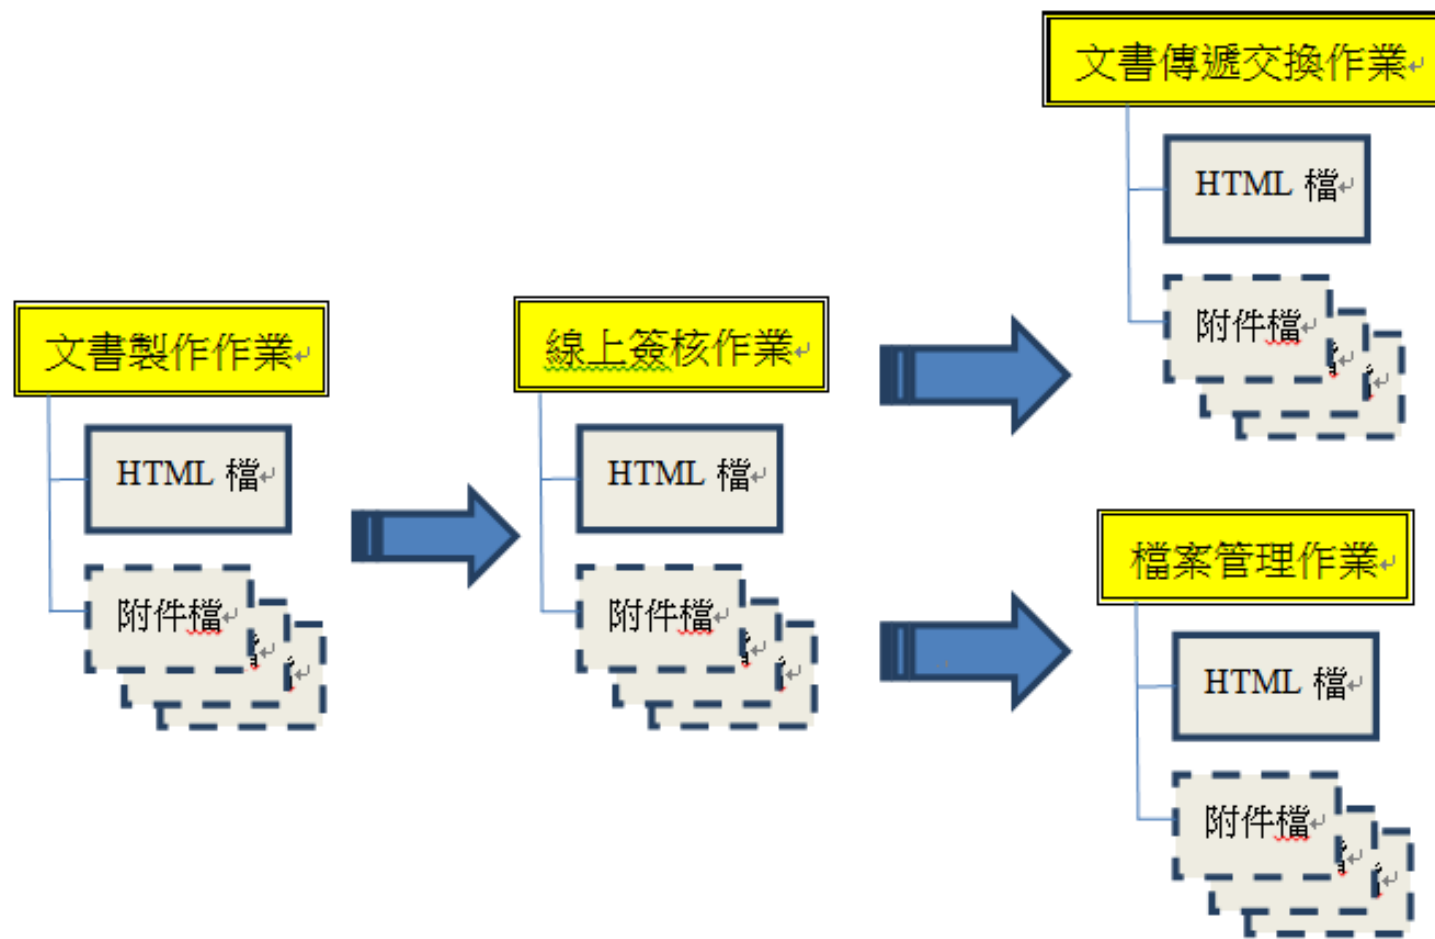 文書製作作業
HTML 檔
附件檔
線上簽核作業
HTML 檔
附件檔
文書傳遞交換作業
HTML 檔
附件檔
檔案管理作業
HTML 檔
附件檔